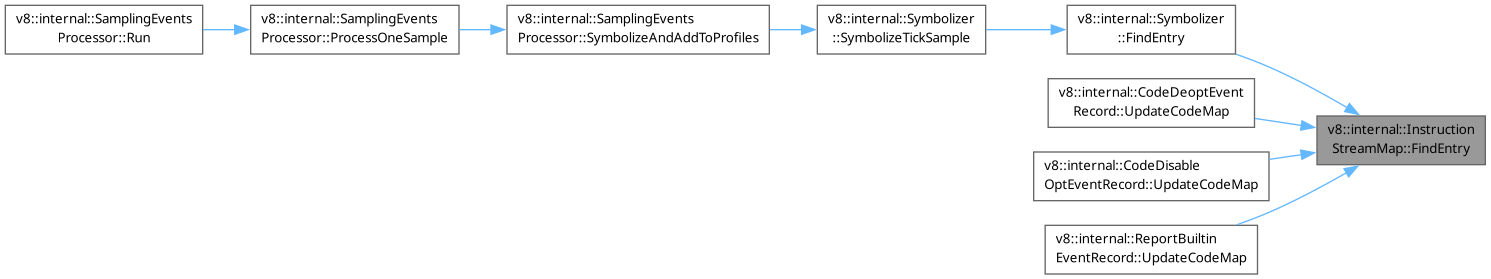 v8::internal::SamplingEvents
Processor::Run
v8::internal::SamplingEvents
Processor::ProcessOneSample
v8::internal::SamplingEvents
Processor::SymbolizeAndAddToProfiles
v8::internal::Symbolizer
::SymbolizeTickSample
v8::internal::Symbolizer
::FindEntry
v8::internal::CodeDeoptEvent
Record::UpdateCodeMap
v8::internal::CodeDisable
OptEventRecord::UpdateCodeMap
v8::internal::ReportBuiltin
EventRecord::UpdateCodeMap
v8::internal::Instruction
StreamMap::FindEntry